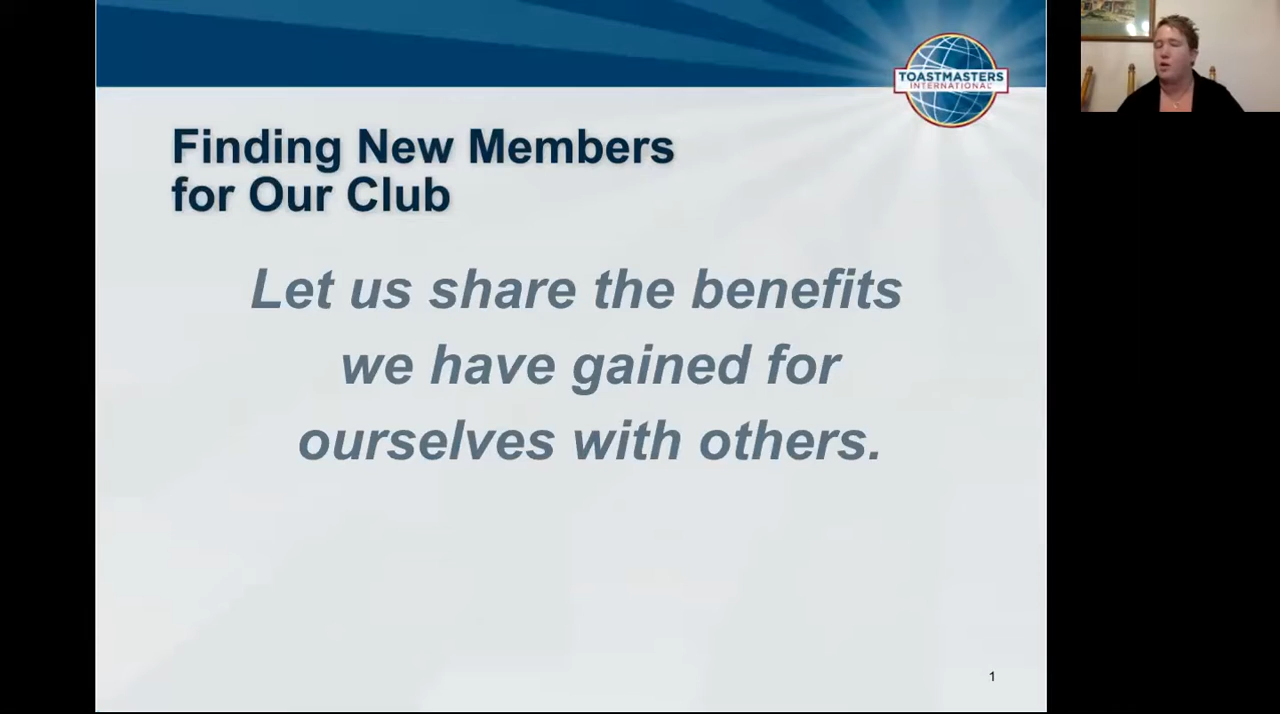 TOASTMASTERS
INTERNATIONAL
Finding New Members
for Our Club
Let us share the benefits
we have gained for
ourselves with others.
1